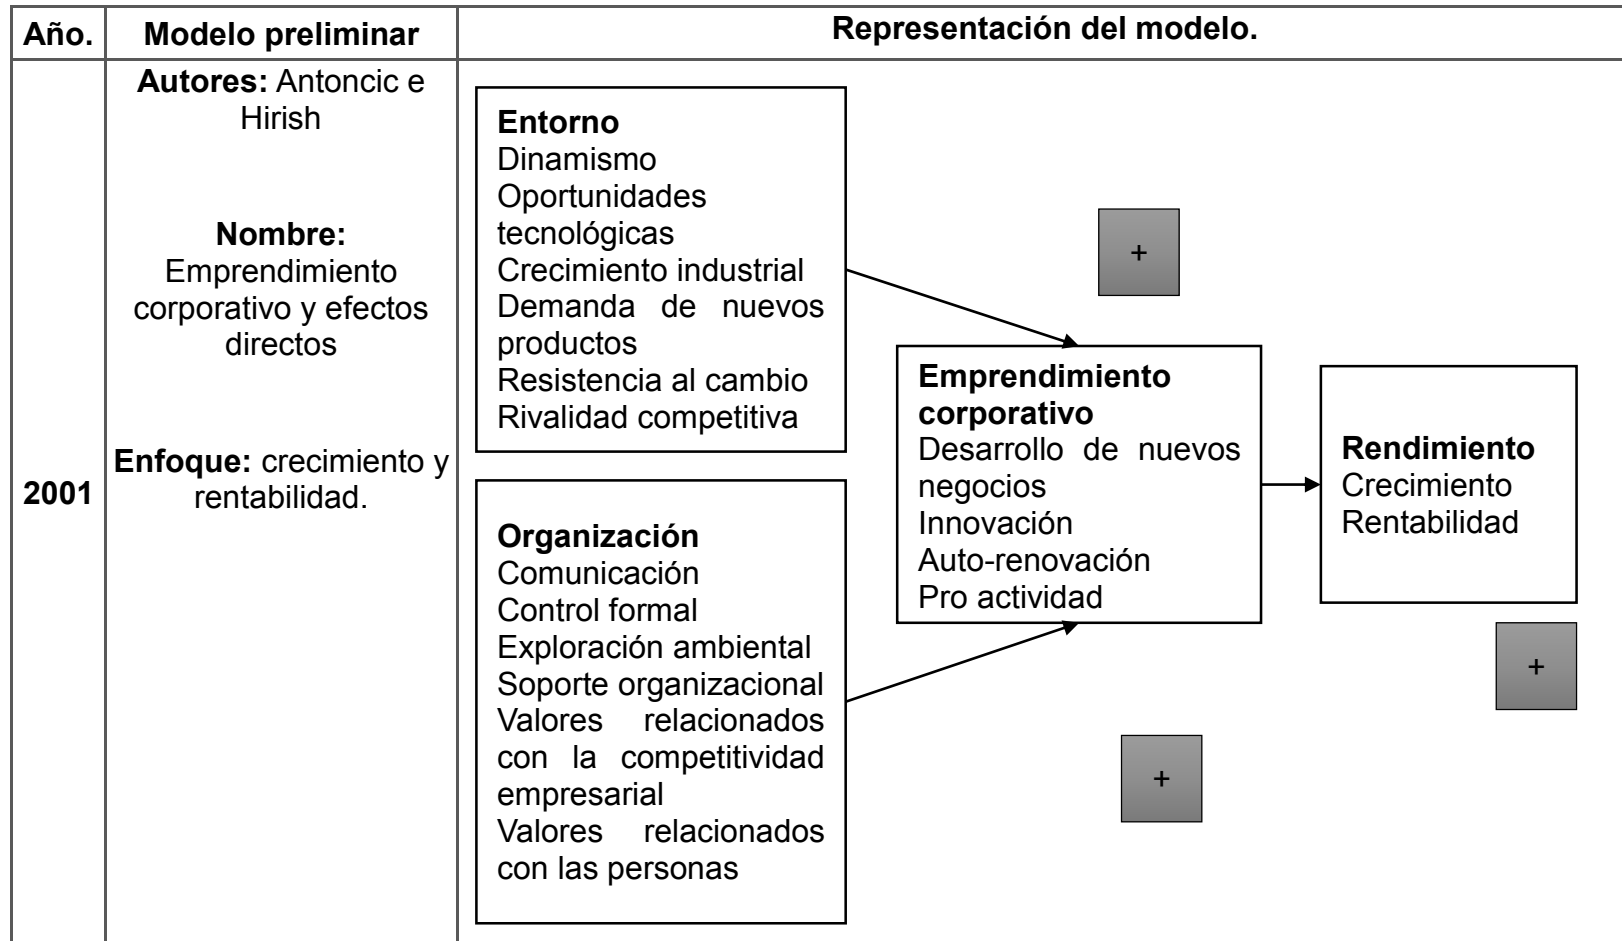 Año.
Modelo preliminar
Representación del modelo.
2001
Autores: Antoncic e
Hirish
Nombre:
Emprendimiento
corporativo y efectos
directos
Enfoque: crecimiento y
rentabilidad.
Entorno
Dinamismo
Oportunidades
tecnológicas
Crecimiento industrial
Demanda de nuevos
productos
Resistencia al cambio
Rivalidad competitiva
Organización
Comunicación
Control formal
Exploración ambiental
Soporte organizacional
Valores relacionados
con la competitividad
empresarial
Valores relacionados
con las personas
+
Emprendimiento
corporativo
Desarrollo de nuevos
negocios
Innovación
Auto-renovación
Pro actividad
+
Rendimiento
Crecimiento
Rentabilidad
+